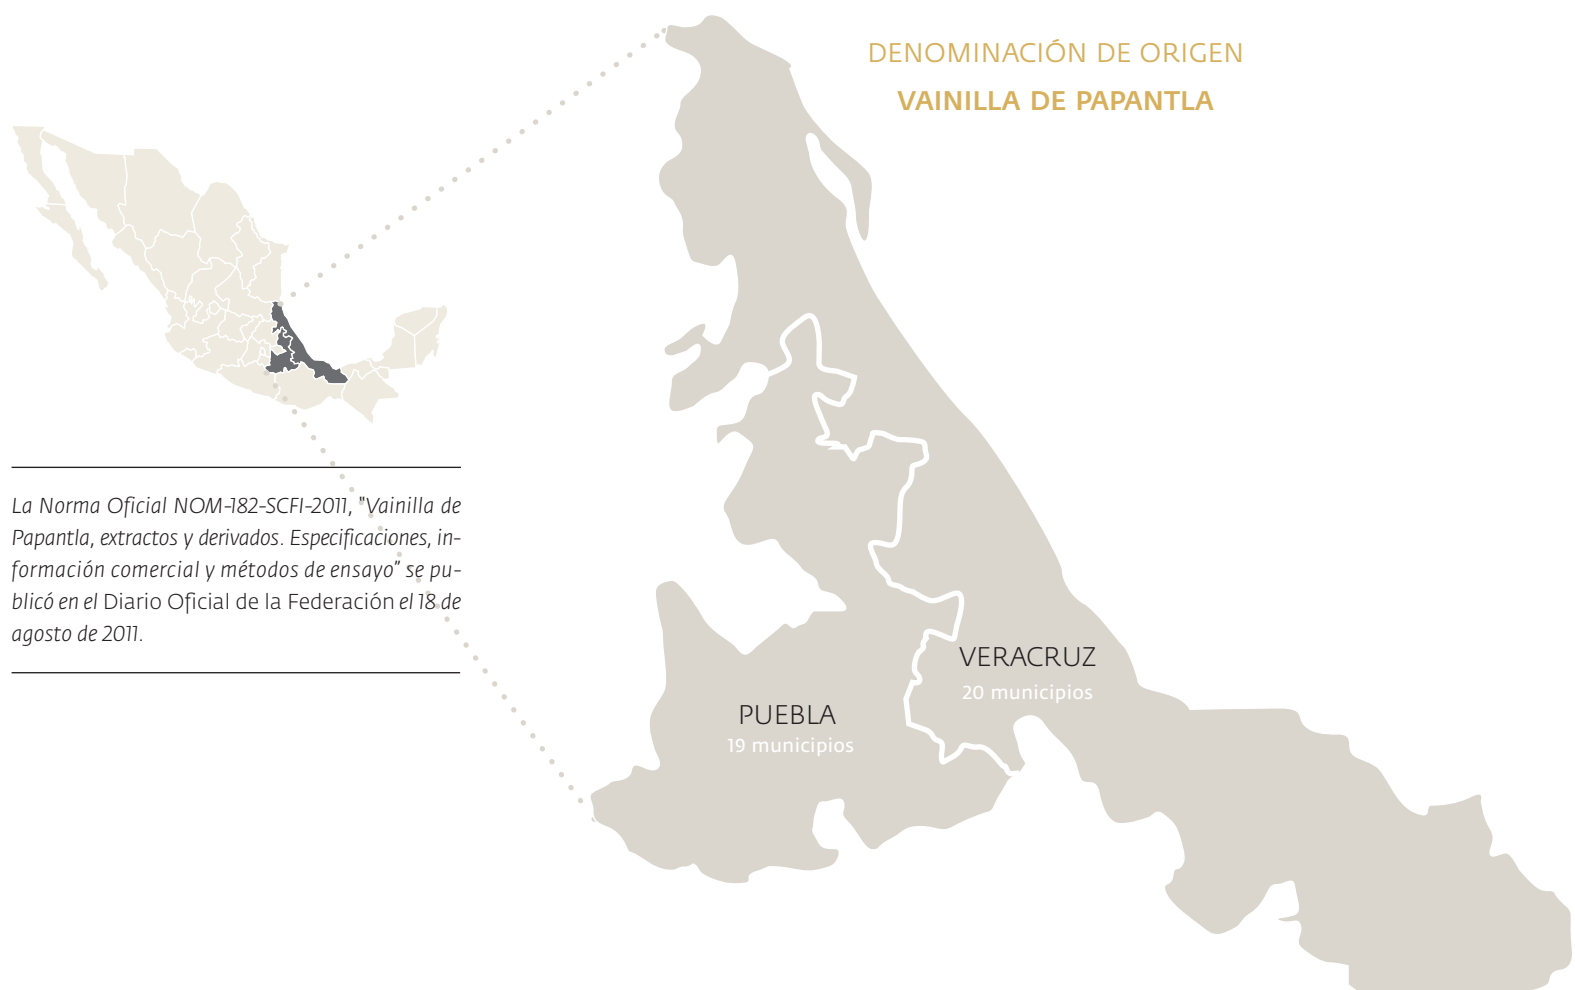 DENOMINACIÓN DE ORIGEN
VAINILLA DE PAPANTLA
La Norma Oficial NOM-182-SCFI-2011, "Vainilla de
Papantla, extractos y derivados. Especificaciones, in-
formación comercial y métodos de ensayo” se pu-
blicó en el Diario Oficial de la Federación el 18 de
agosto de 2011.
VERACRUZ
20 municipios
PUEBLA
19 municipios